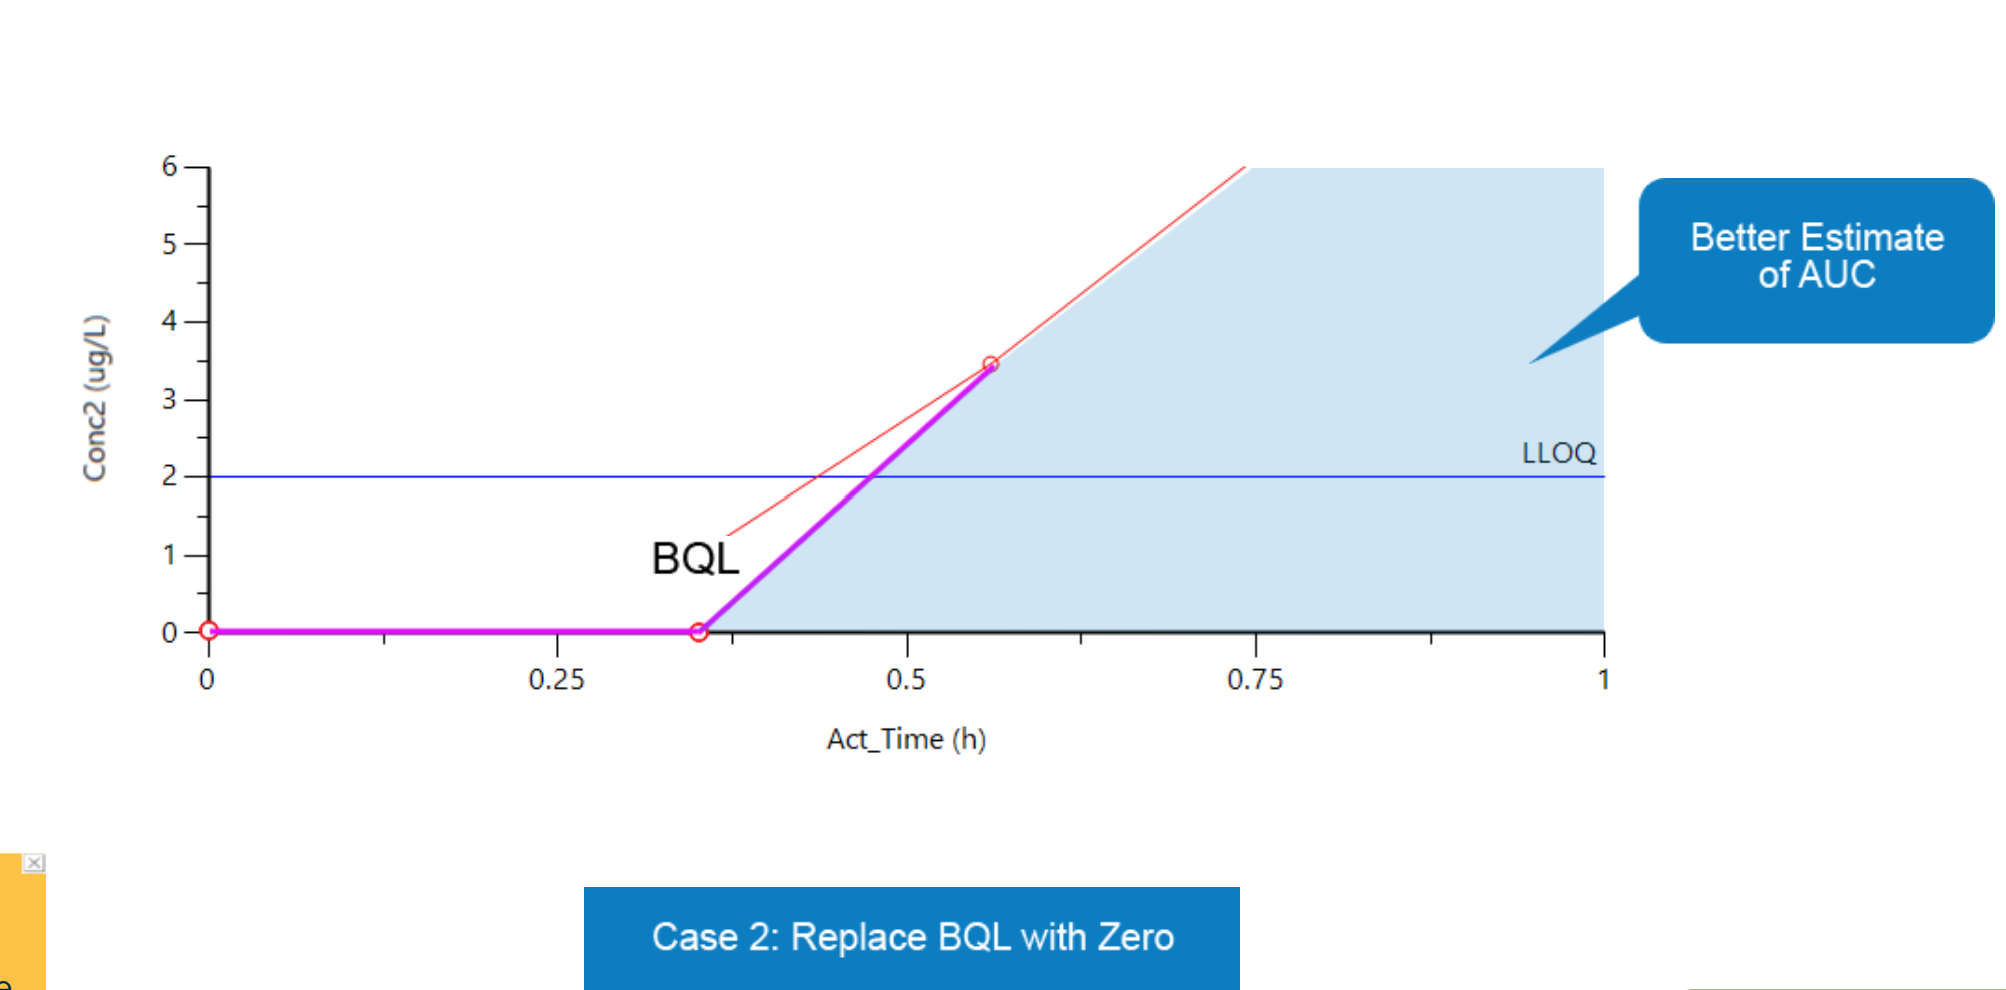 6
5
4
3
2
1
0
Conc2 (ug/L)
Better Estimate
of AUC
LLOQ
BQL
0
0.25
0.5
0.75
1
Act_Time (h)
Case 2: Replace BQL with Zero